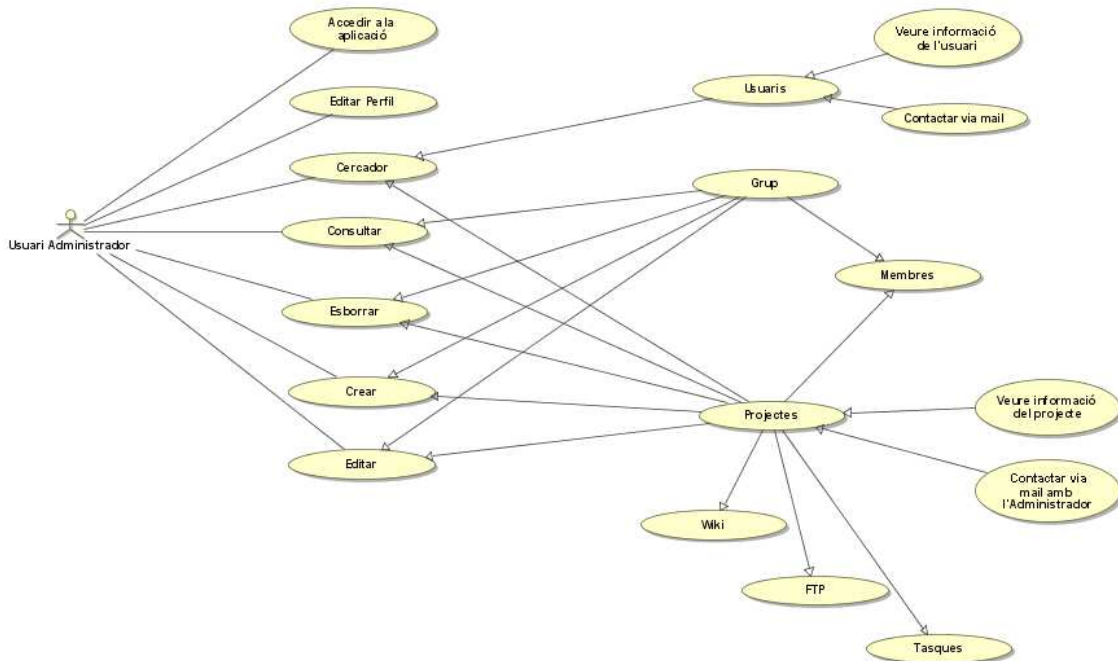 Accedir a la
aplicació
Veure informació
de l'usuari
Editar Perfil
Usuaris
Contactar via mail
Cercador
Grup
Usuari Administrador
Consultar
Membres
Esborrar
Crear
Projectes
Veure informació
del projecte
Editar
Contactar via
mail amb
l'Administrador
Wiki
FTP
Tasques